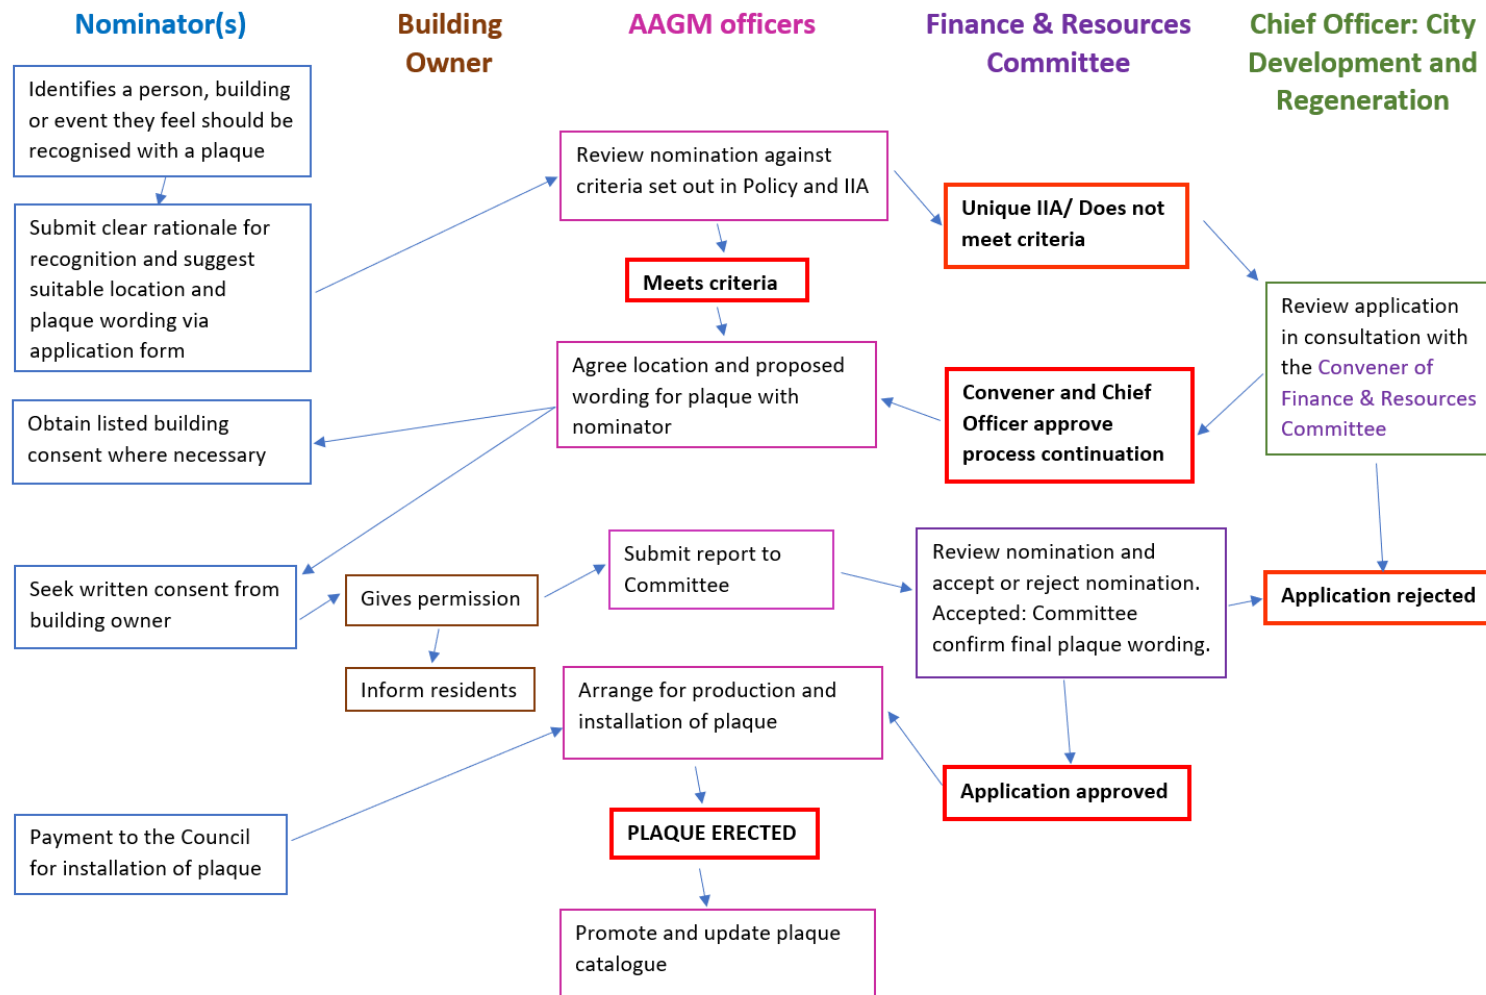 Nominator(s)
Building
Owner
AAGM officers
Finance & Resources
Committee
Chief Officer: City
Development and
Regeneration
Identifies a person, building
or event they feel should be
recognised with a plaque
Submit clear rationale for
recognition and suggest
suitable location and
plaque wording via
application form
Review nomination against
criteria set out in Policy and IIA
Unique IIA/ Does not
meet criteria
Meets criteria
Review application
in consultation with
the Convener of
Finance & Resources
Committee
Agree location and proposed
wording for plaque with
nominator
Convener and Chief
Officer approve
process continuation
Obtain listed building
consent where necessary
Seek written consent from
building owner
Gives permission
Inform residents
Submit report to
Committee
Review nomination and
accept or reject nomination.
Accepted: Committee
confirm final plaque wording.
Application rejected
Arrange for production and
installation of plaque
Application approved
Payment to the Council
for installation of plaque
PLAQUE ERECTED
Promote and update plaque
catalogue